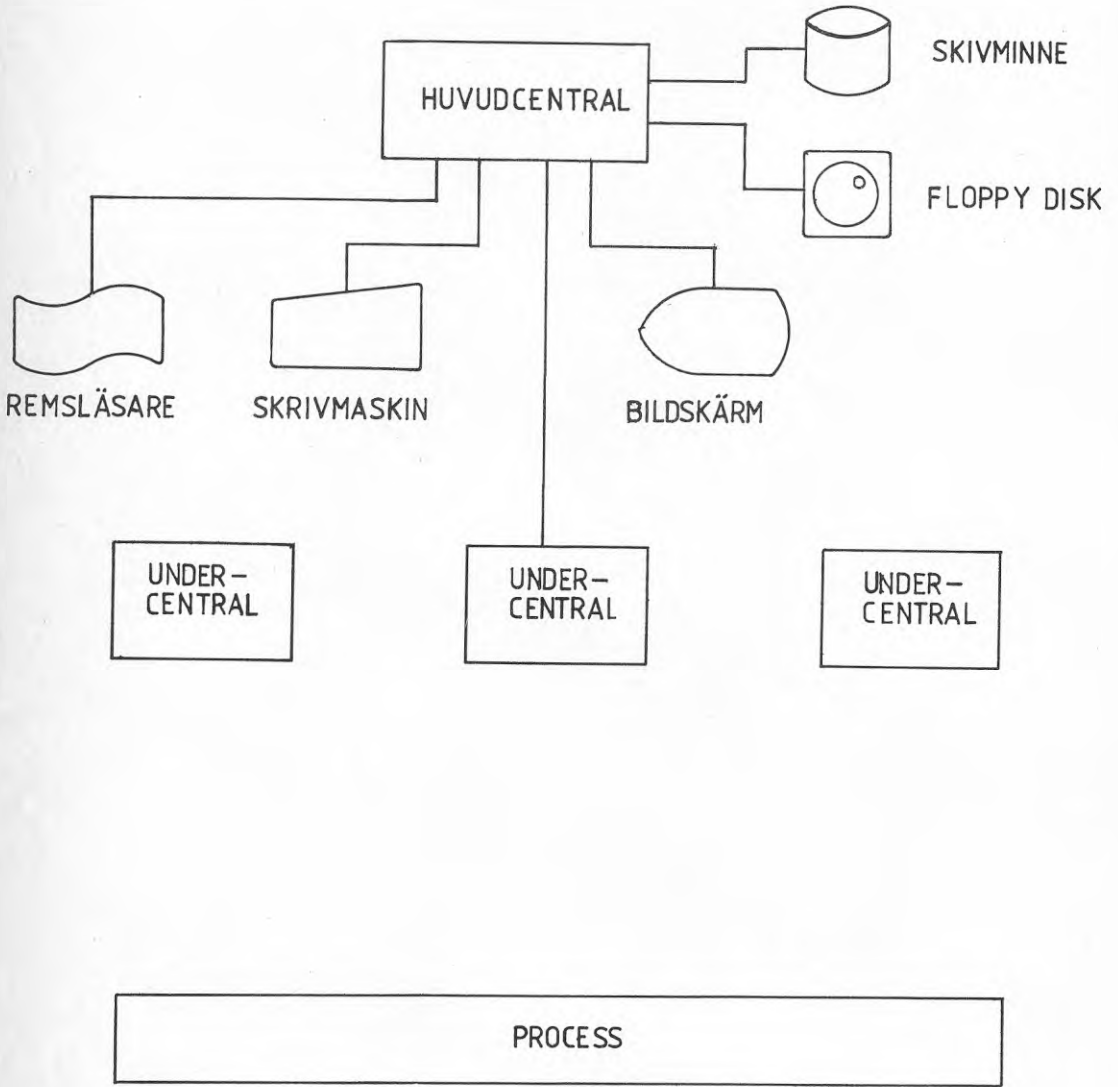 SKIVMINNE
HUVUDCENTRAL
FLOPPY DISK
REMSLÄSARE
SKRIVMASKIN
BILDSKÄRM
UNDER-
CENTRAL
UNDER-
CENTRAL
UNDER-
CENTRAL
PROCESS